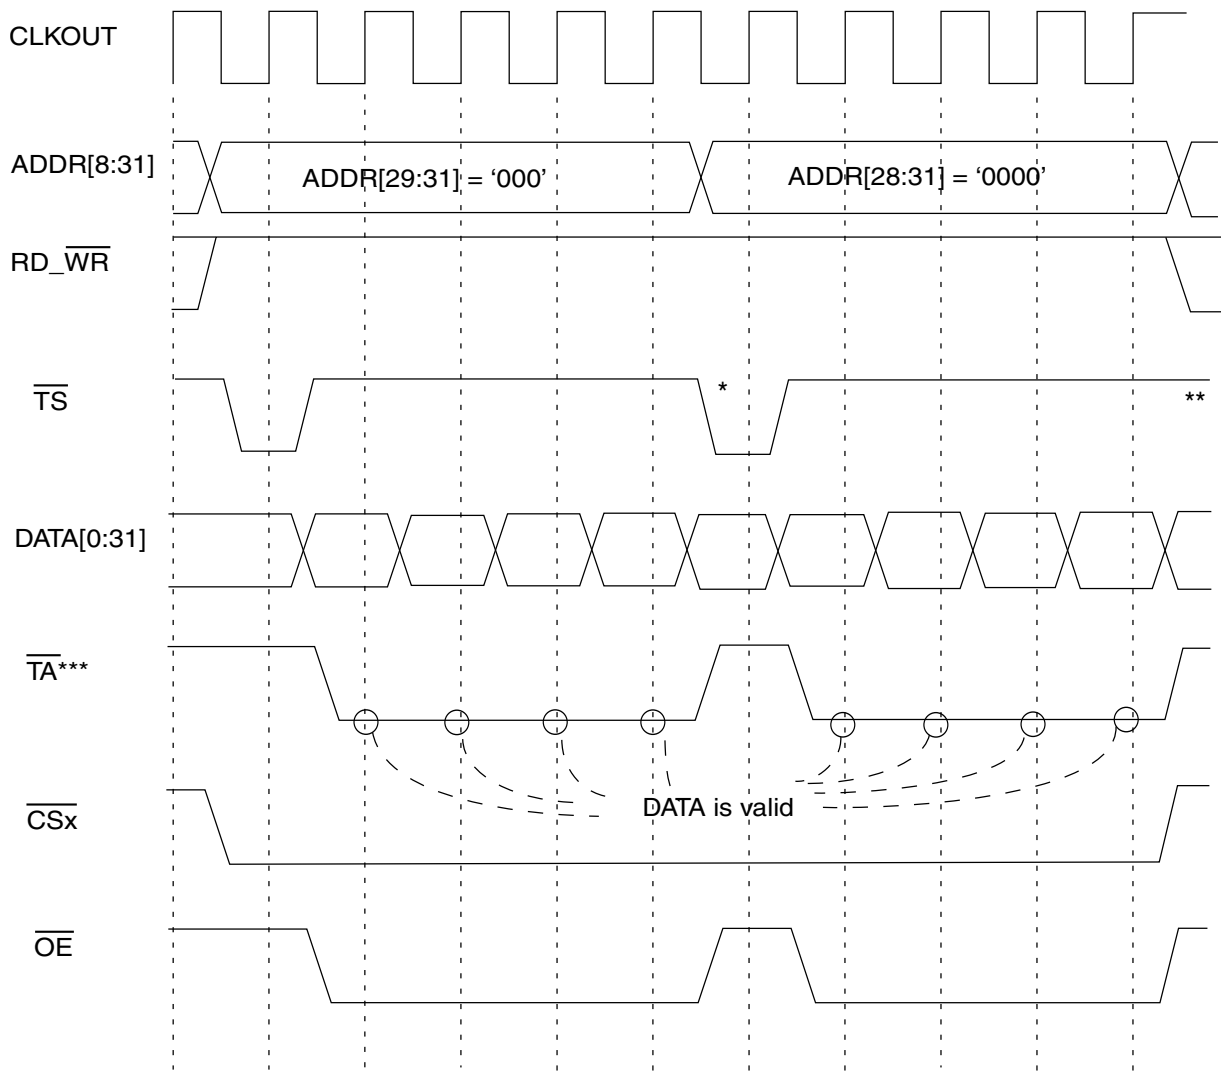 CLKOUT
ADDR[8:31]
ADDR[29:31] = ‘000’
ADDR[28:31] = ‘0000’
RD_WR
TS
*
**
DATA[0:31]
TA***
DATA is valid
CSx
OE